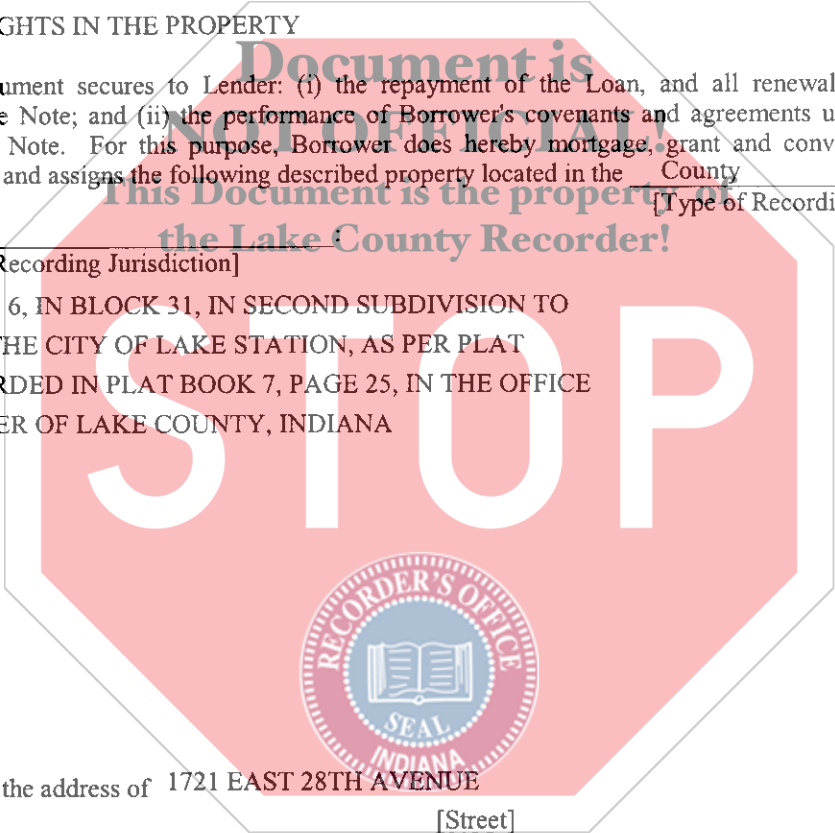 GHTS IN THE PROPERTY
Document is
ument secures to Lender: (i) the repayment of the Loan, and all renewal
e Note; and (ii) the performance of Borrower's covenants and agreements u
NOT OFFICIAL!
Note. For this purpose, Borrower does hereby mortgage, grant and conv
and assigns the following described property located in the County
This Document is the property of
[Type of Recordi
the Lake County Recorder!
:
Recording Jurisdiction]
6, IN BLOCK 31, IN SECOND SUBDIVISION TO
THE CITY OF LAKE STATION, AS PER PLAT
RDED IN PLAT BOOK 7, PAGE 25, IN THE OFFICE
ER OF LAKE COUNTY, INDIANA
STOP
RECORDER'S OFFICE
SEAL
INDIANA
the address of 1721 EAST 28TH AVENUE
[Street]